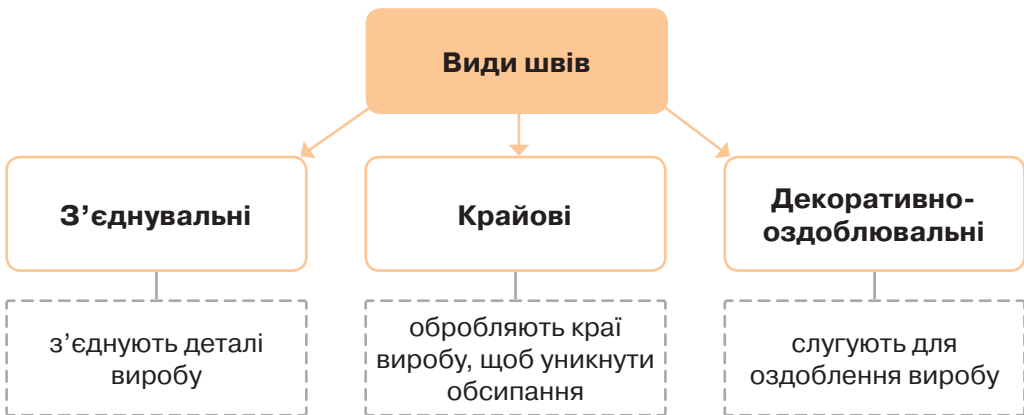 Види швів
З’єднувальні
Крайові
Декоративно-
оздоблювальні
з’єднують деталі
виробу
обробляють краї
виробу, щоб уникнути
обсипання
слугують для
оздоблення виробу